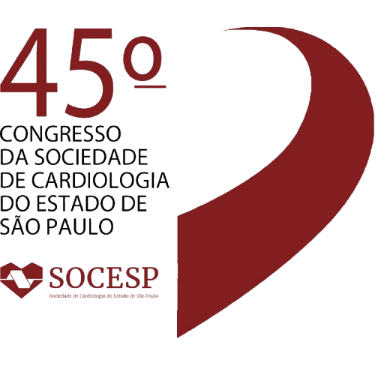 45º
CONGRESSO
DA SOCIEDADE
DE CARDIOLOGIA
DO ESTADO DE
SÃO PAULO
SOCESP
Sociedade de Cardiologia do Estado de São Paulo